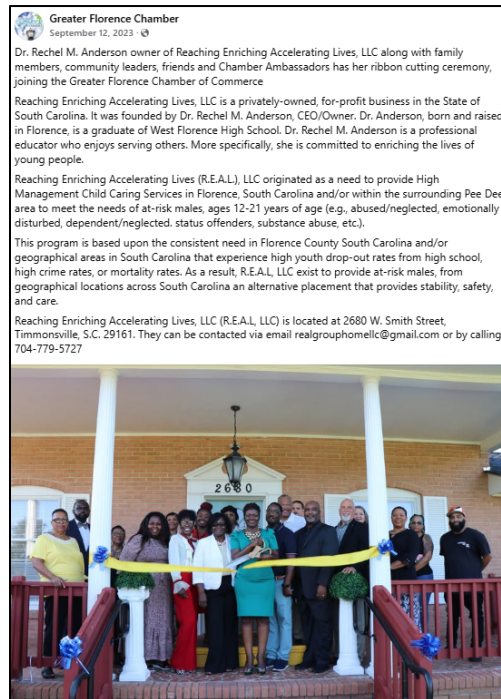 Greater Florence Chamber
September 12, 2023 ·
Dr. Rechel M. Anderson owner of Reaching Enriching Accelerating Lives, LLC along with family
members, community leaders, friends and Chamber Ambassadors has her ribbon cutting ceremony,
joining the Greater Florence Chamber of Commerce
Reaching Enriching Accelerating Lives, LLC is a privately-owned, for-profit business in the State of
South Carolina. It was founded by Dr. Rechel M. Anderson, CEO/Owner. Dr. Anderson, born and raised
in Florence, is a graduate of West Florence High School. Dr. Rechel M. Anderson is a professional
educator who enjoys serving others. More specifically, she is committed to enriching the lives of
young people.
Reaching Enriching Accelerating Lives (R.E.A.L.), LLC originated as a need to provide High
Management Child Caring Services in Florence, South Carolina and/or within the surrounding Pee Dee
area to meet the needs of at-risk males, ages 12-21 years of age (e.g., abused/neglected, emotionally
disturbed, dependent/neglected. status offenders, substance abuse, etc.).
This program is based upon the consistent need in Florence County South Carolina and/or
geographical areas in South Carolina that experience high youth drop-out rates from high school,
high crime rates, or mortality rates. As a result, R.E.A.L, LLC exist to provide at-risk males, from
geographical locations across South Carolina an alternative placement that provides stability, safety,
and care.
Reaching Enriching Accelerating Lives, LLC (R.E.A.L, LLC) is located at 2680 W. Smith Street,
Timmonsville, S.C. 29161. They can be contacted via email realgrouphomellc@gmail.com or by calling
704-779-5727
2680